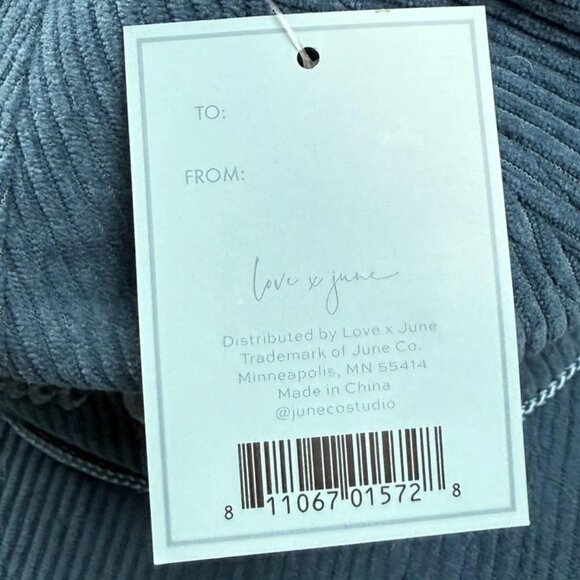 TO:
FROM:
love x june
Distributed by Love x June
Trademark of June Co.
Minneapolis, MN 55414
Made in China
@junecostudio
8 11067 01572 8